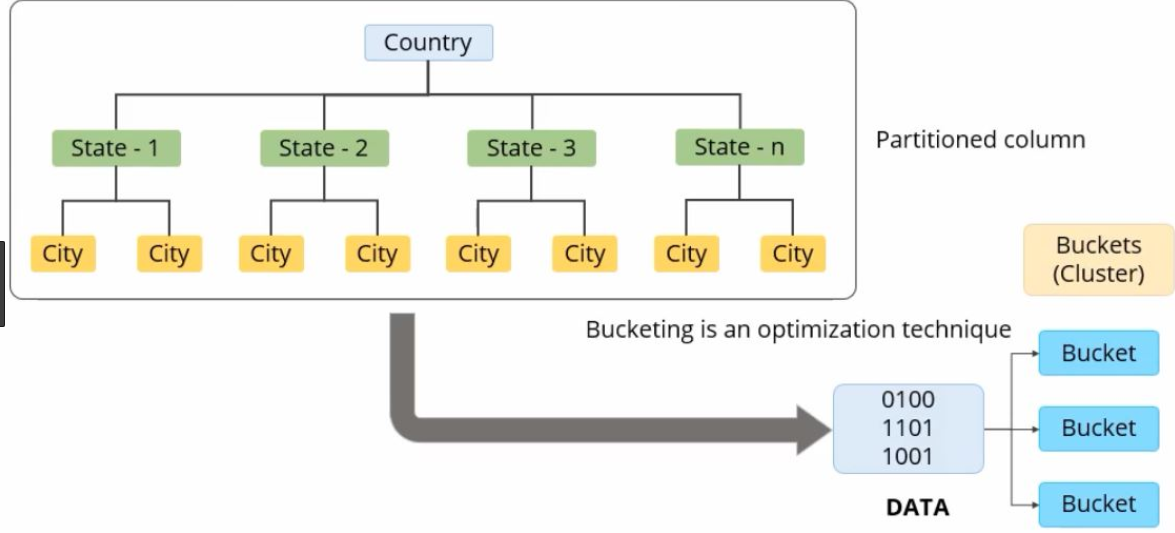 Country
State - 1
State - 2
State - 3
State - n
Partitioned column
City
City
City
City
City
City
City
City
Buckets
(Cluster)
Bucketing is an optimization technique
Bucket
0100
1101
1001
Bucket
DATA
Bucket